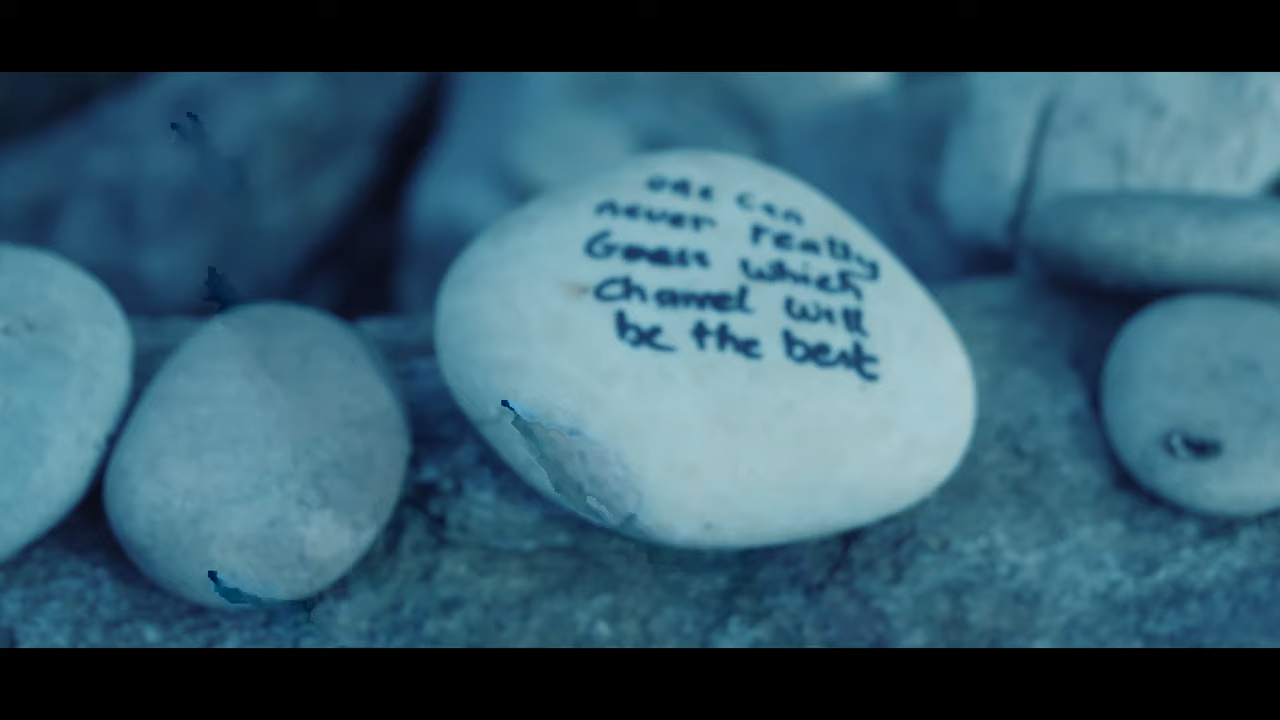 one can
never really
Guess which
Channel will
be the best